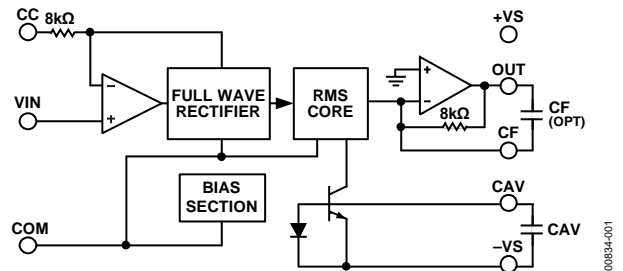 CC
8kΩ
+VS
VIN
−
+
FULL WAVE
RECTIFIER
RMS
CORE
+
−
8kΩ
OUT
CF
(OPT)
CF
BIAS
SECTION
COM
CAV
CAV
–VS
00834-001